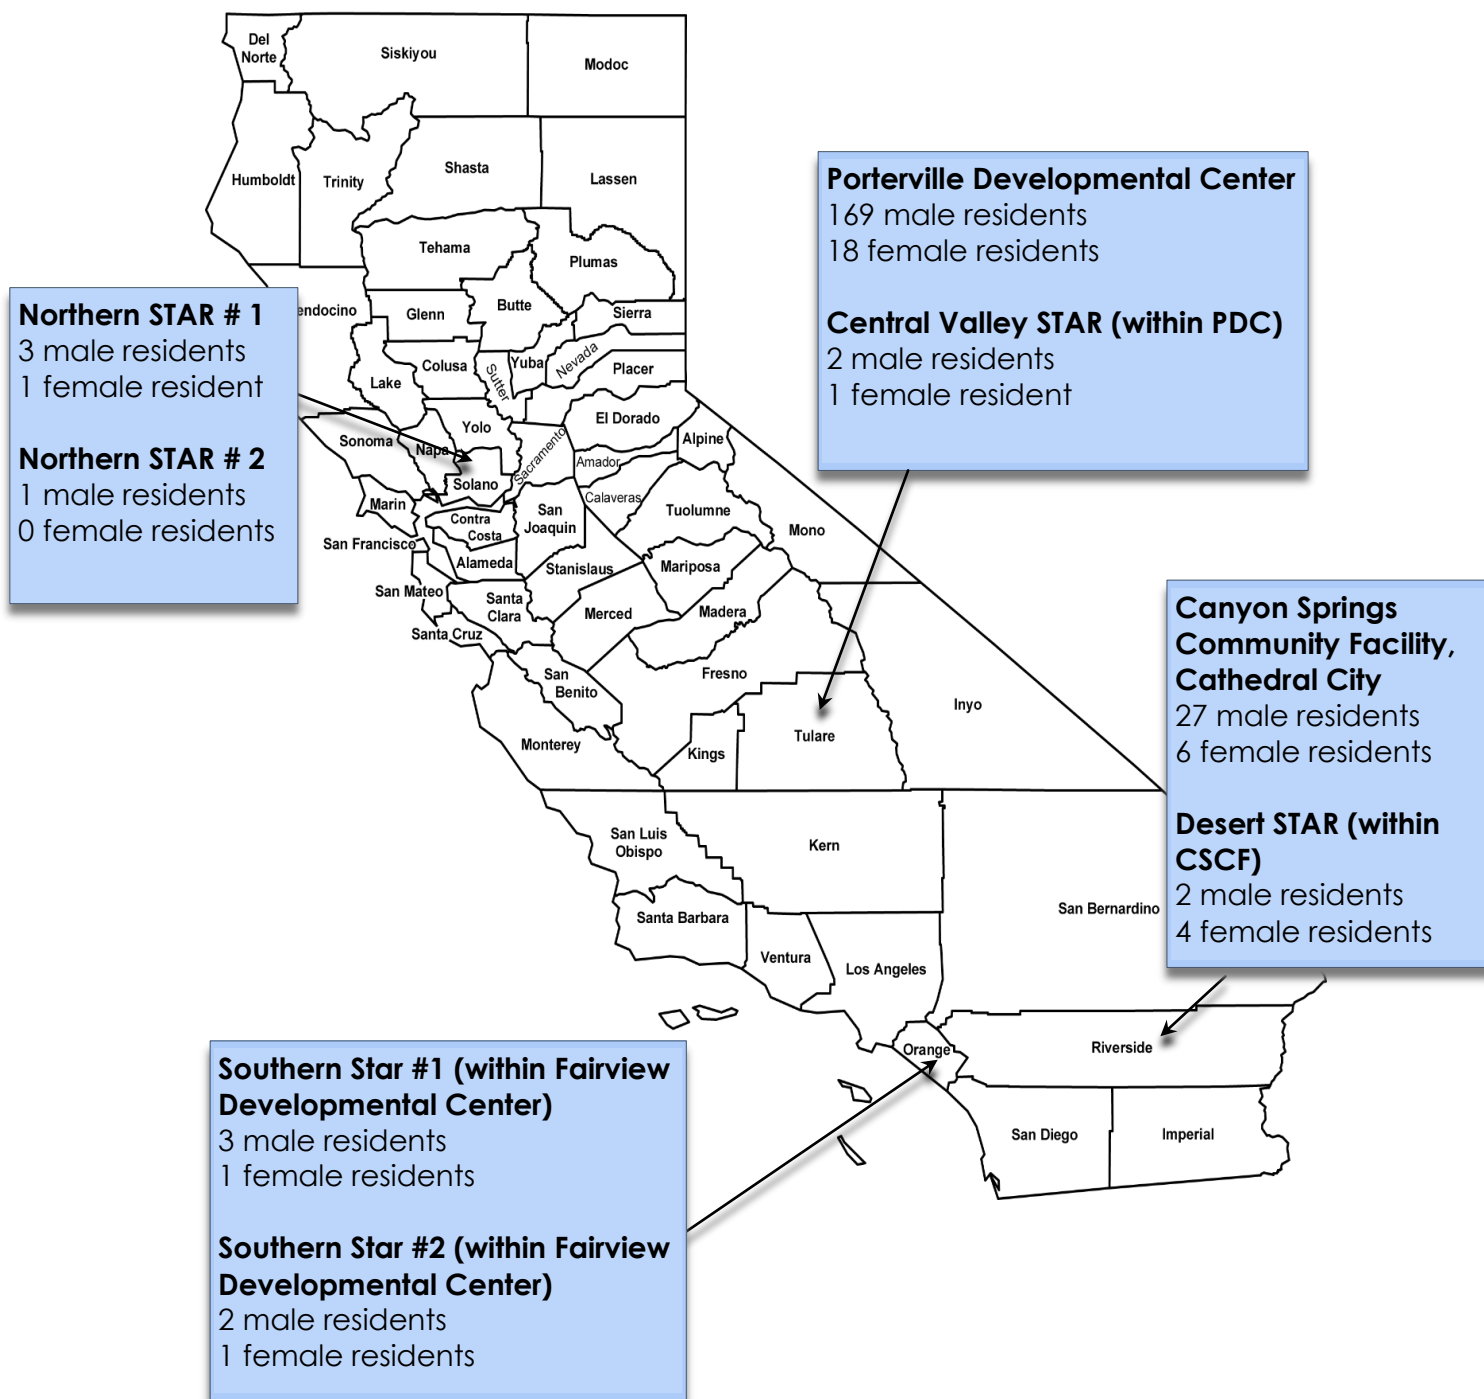 Del
Norte
Siskiyou
Modoc
Humboldt
Trinity
Shasta
Lassen
Tehama
Plumas
endocino
Glenn
Butte
Sierra
Lake
Colusa
Sutter
Yuba
Nevada
Placer
Sonoma
Napa
Yolo
Sacramento
El Dorado
Alpine
Solano
Amador
Marin
Contra
Costa
San
Joaquin
Calaveras
Tuolumne
Mono
San Francisco
Alameda
Stanislaus
Mariposa
San Mateo
Santa
Clara
Merced
Madera
Santa Cruz
San
Benito
Fresno
Inyo
Monterey
Kings
Tulare
San Luis
Obispo
Kern
Santa Barbara
Ventura
Los Angeles
San Bernardino
Orange
Riverside
San Diego
Imperial
Northern STAR # 1
3 male residents
1 female resident
Northern STAR # 2
1 male residents
0 female residents
Porterville Developmental Center
169 male residents
18 female residents
Central Valley STAR (within PDC)
2 male residents
1 female resident
Canyon Springs
Community Facility,
Cathedral City
27 male residents
6 female residents
Desert STAR (within
CSCF)
2 male residents
4 female residents
Southern Star #1 (within Fairview
Developmental Center)
3 male residents
1 female residents
Southern Star #2 (within Fairview
Developmental Center)
2 male residents
1 female residents